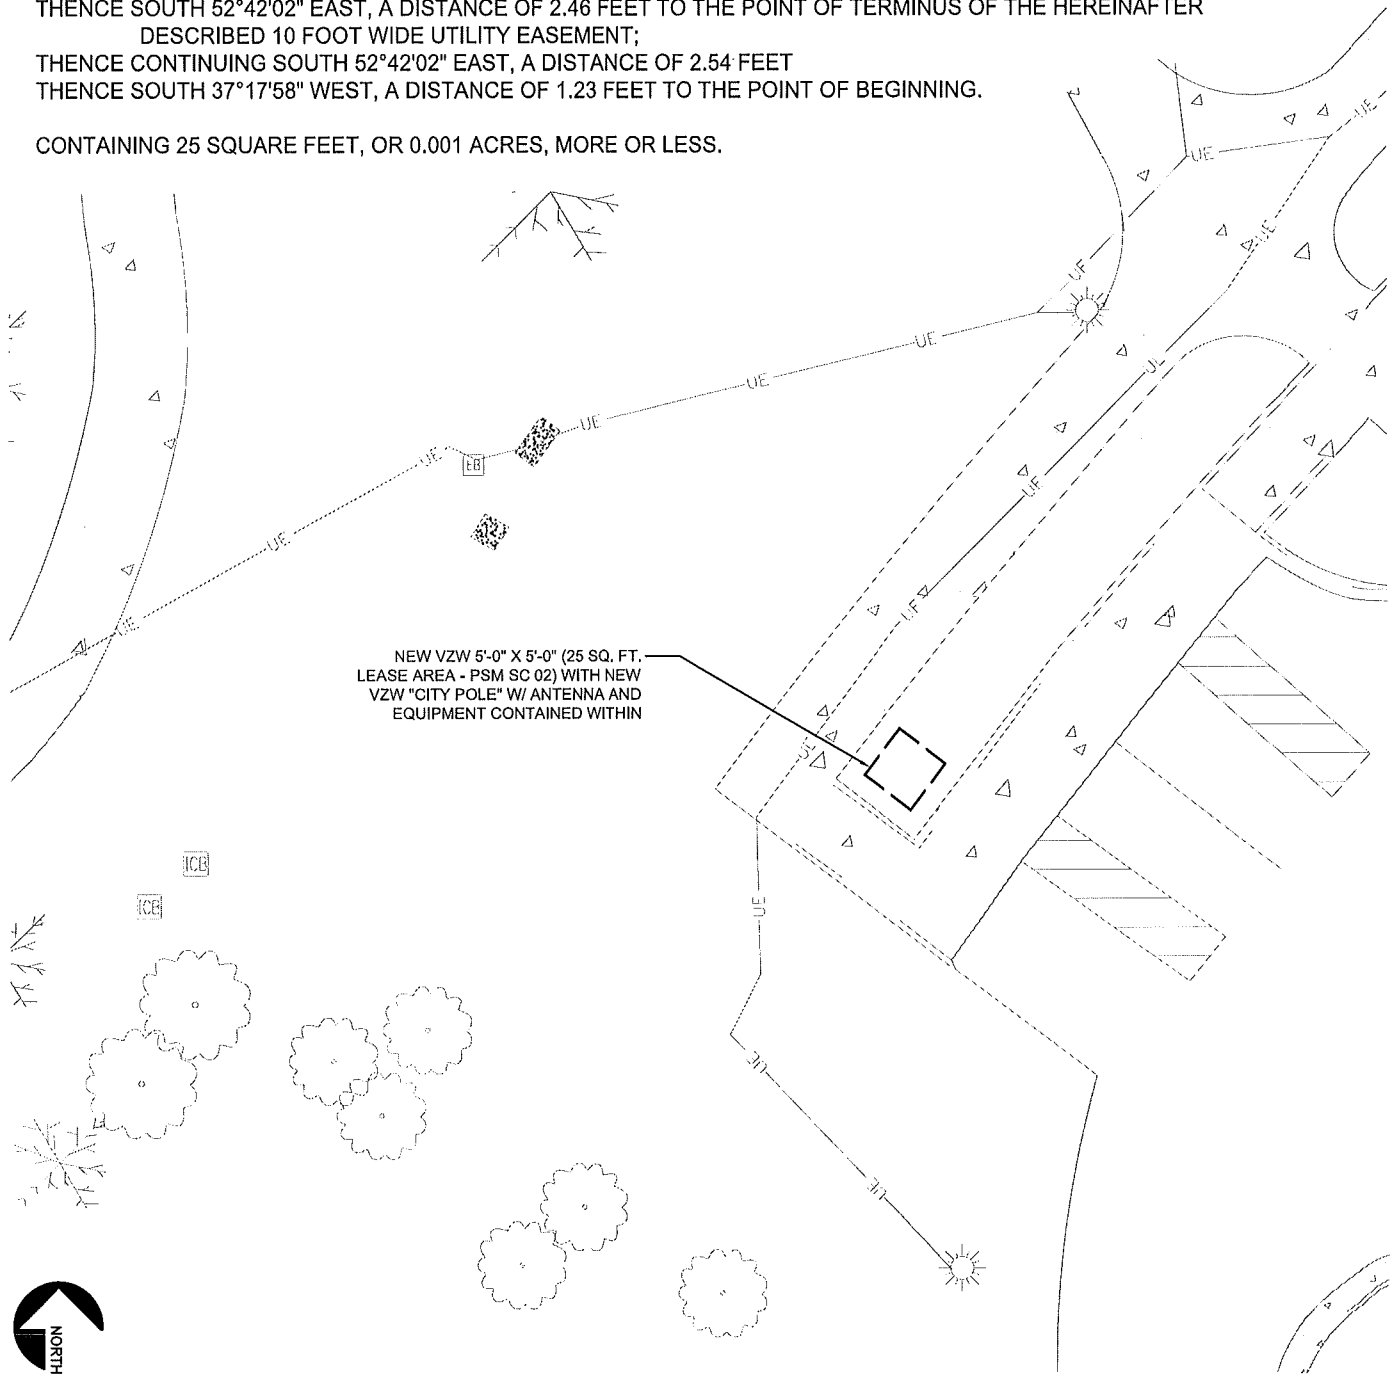 THENCE SOUTH 52°42'02" EAST, A DISTANCE OF 2.46 FEET TO THE POINT OF TERMINUS OF THE HEREINAFTER
DESCRIBED 10 FOOT WIDE UTILITY EASEMENT;
THENCE CONTINUING SOUTH 52°42'02" EAST, A DISTANCE OF 2.54 FEET
THENCE SOUTH 37°17'58" WEST, A DISTANCE OF 1.23 FEET TO THE POINT OF BEGINNING.
CONTAINING 25 SQUARE FEET, OR 0.001 ACRES, MORE OR LESS.
UE
UE
UE
UE
UE
UE
UE
UE
EB
UE
UE
NEW VZW 5'-0" X 5'-0" (25 SQ. FT.
LEASE AREA - PSM SC 02) WITH NEW
VZW "CITY POLE" W/ ANTENNA AND
EQUIPMENT CONTAINED WITHIN
ICB
ICB
UE
UE
UE
NORTH